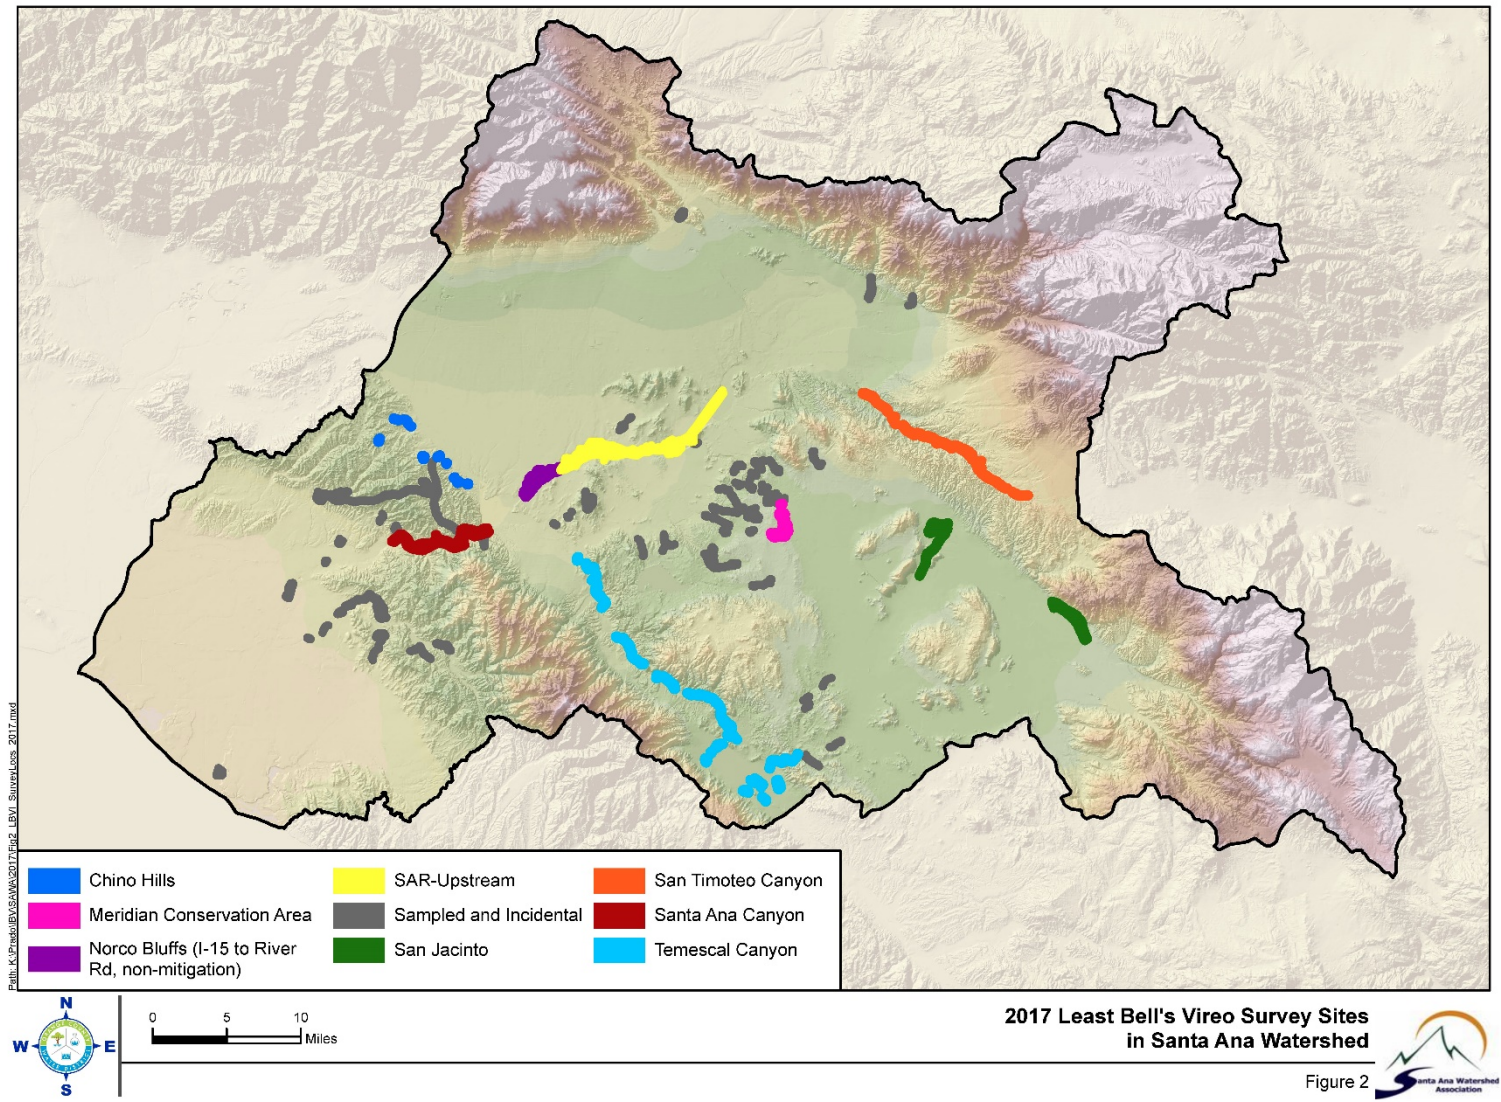 Path: K:\Prado\BV\SAWA\2017\Fig2_LBVI_SurveyLocs_2017.mxd
Chino Hills
Meridian Conservation Area
Norco Bluffs (I-15 to River
Rd, non-mitigation)
SAR-Upstream
Sampled and Incidental
San Jacinto
San Timoteo Canyon
Santa Ana Canyon
Temescal Canyon
N
W E
S
0 5 10
Miles
2017 Least Bell's Vireo Survey Sites
in Santa Ana Watershed
Figure 2
Santa Ana Watershed
Association